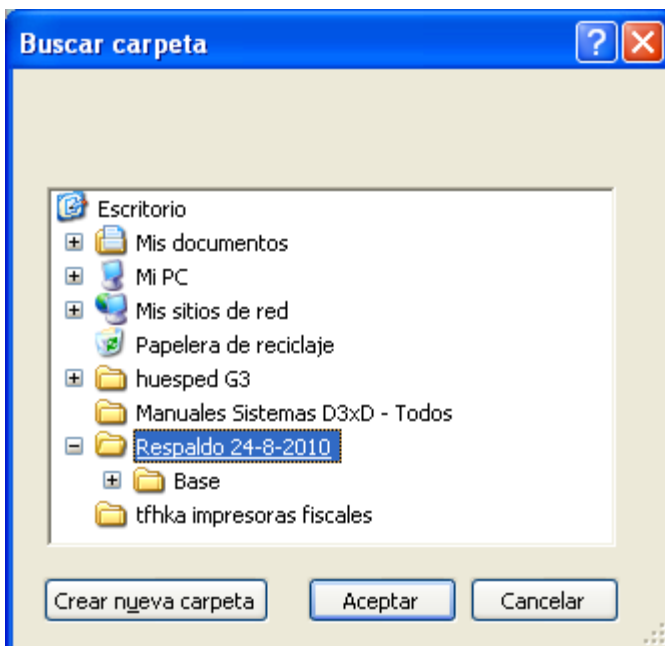 Buscar carpeta
Escritorio
Mis documentos
Mi PC
Mis sitios de red
Papelera de reciclaje
huesped G3
Manuales Sistemas D3xD - Todos
Respaldo 24-8-2010
Base
tfhka impresoras fiscales
Crear nueva carpeta Aceptar Cancelar